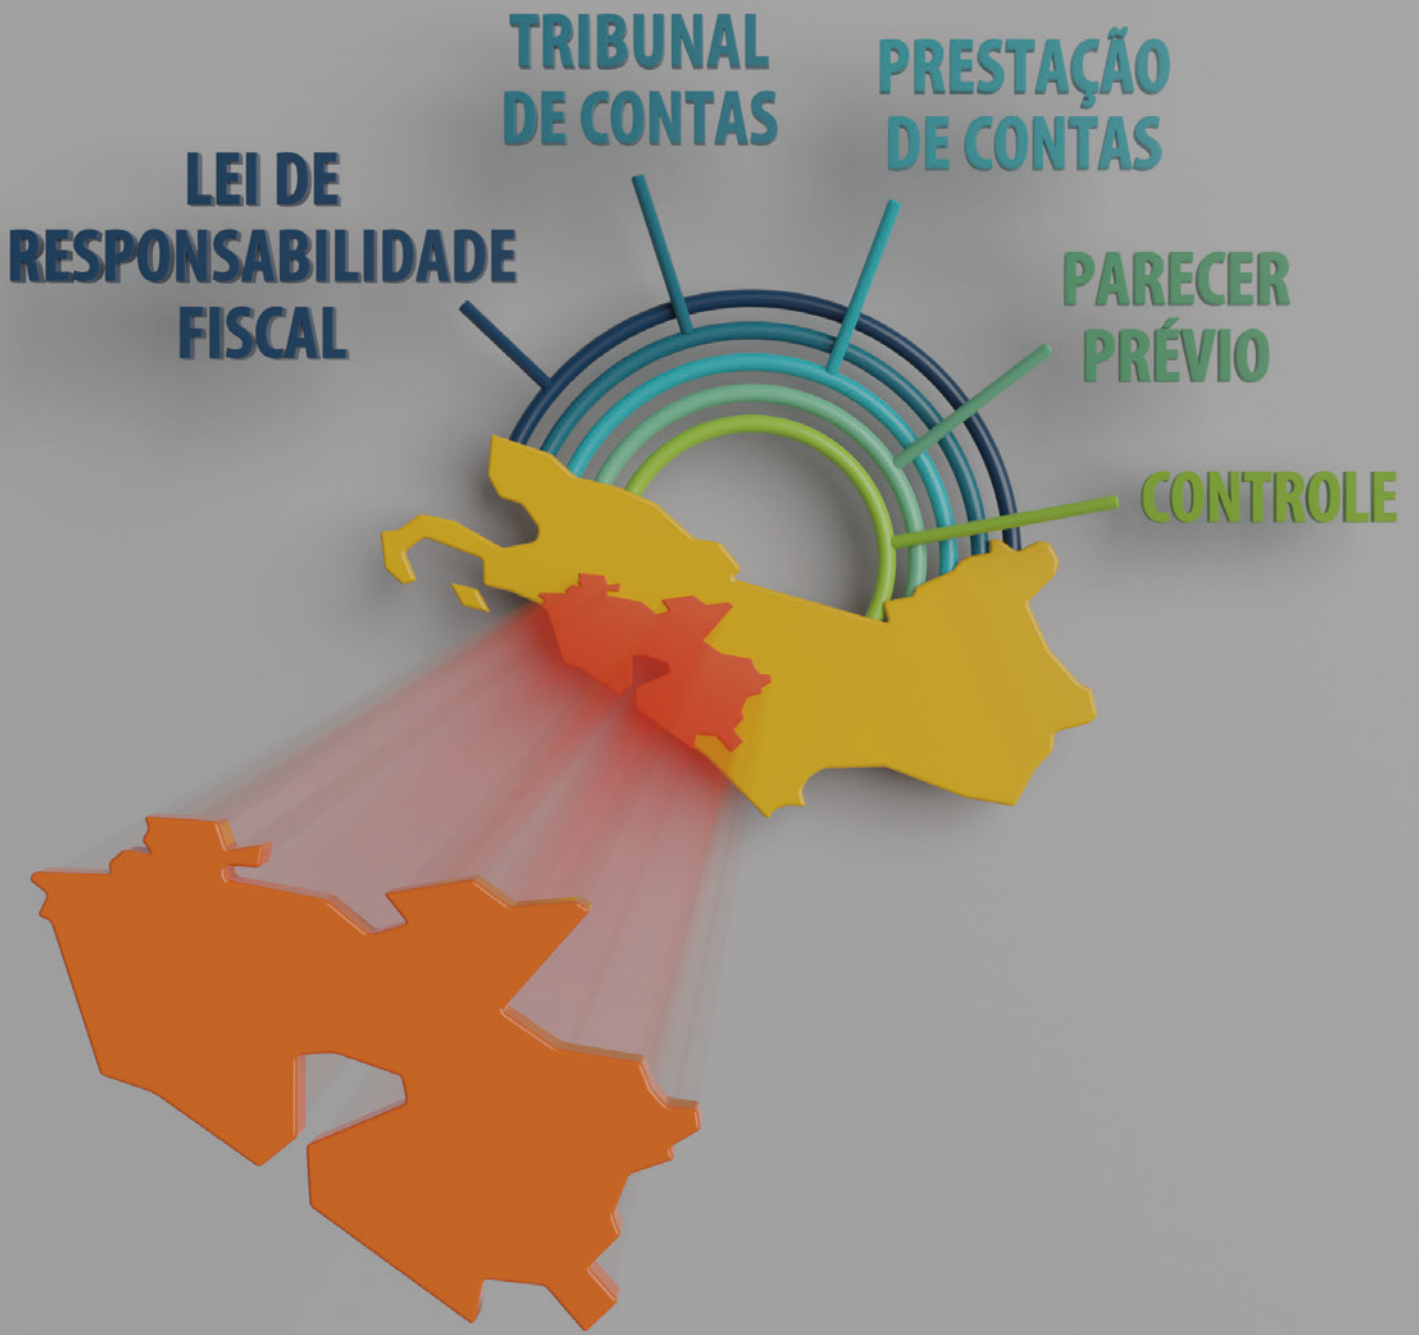 LEI DE
RESPONSABILIDADE
FISCAL
TRIBUNAL
DE CONTAS
PRESTAÇÃO
DE CONTAS
PARECER
PRÉVIO
CONTROLE